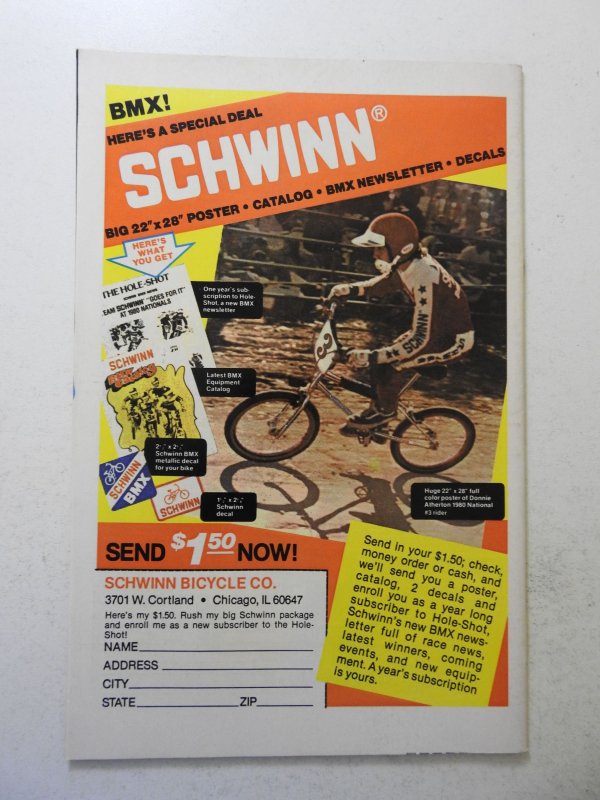 BMX!
HERE'S A SPECIAL DEAL
SCHWINN®
BIG 22"x28" POSTER • CATALOG • BMX NEWSLETTER • DECALS
HERE'S
WHAT
YOU GET
THE HOLE-SHOT
TEAM SCHWINN "GOES FOR IT"
AT 1980 NATIONALS
SCHWINN
One year's sub-
scription to Hole-
Shot, a new BMX
newsletter
Latest BMX
Equipment
Catalog
Schwinn BMX
metallic decal
for your bike
SCHWINN
BMX
SCHWINN
Schwinn
decal
SCHWINN
Huge 22" x 28" full
color poster of Donnie
Atherton 1980 National
#3 rider
SEND $1.50 NOW!
SCHWINN BICYCLE CO.
3701 W. Cortland • Chicago, IL 60647
Here's my $1.50. Rush my big Schwinn package
and enroll me as a new subscriber to the Hole-
Shot!
NAME
ADDRESS
CITY
STATE ZIP
Send in your $1.50; check,
money order or cash, and
we'll send you a poster,
catalog, 2 decals and
enroll you as a year long
subscriber to Hole-Shot,
Schwinn's new BMX news-
letter full of race news,
latest winners, coming
events, and new equip-
ment. A year's subscription
is yours.